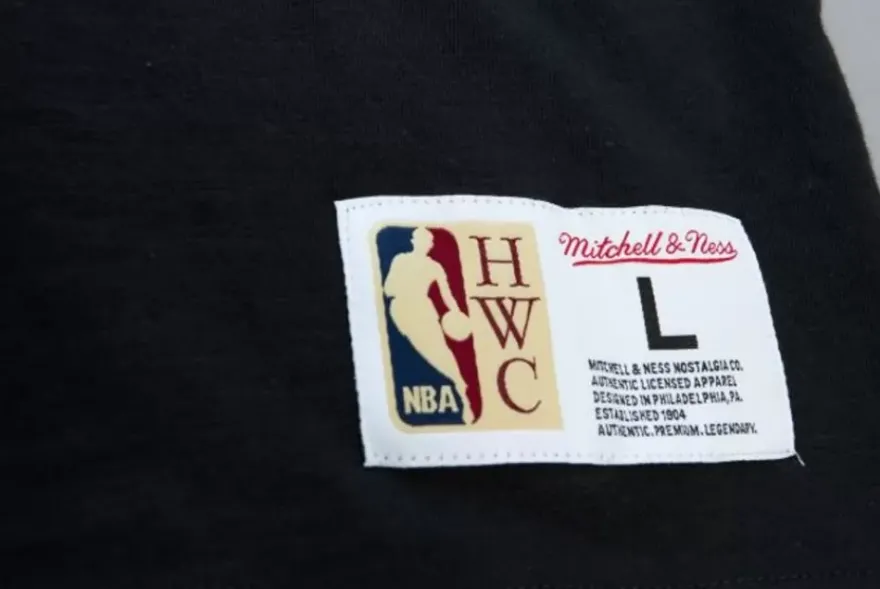 NBA
H
W
C
Mitchell & Ness
L
MITCHELL & NESS NOSTALGIA CO.
AUTHENTIC LICENSED APPAREL
DESIGNED IN PHILADELPHIA, PA.
ESTABLISHED 1904
AUTHENTIC. PREMIUM. LEGENDARY.